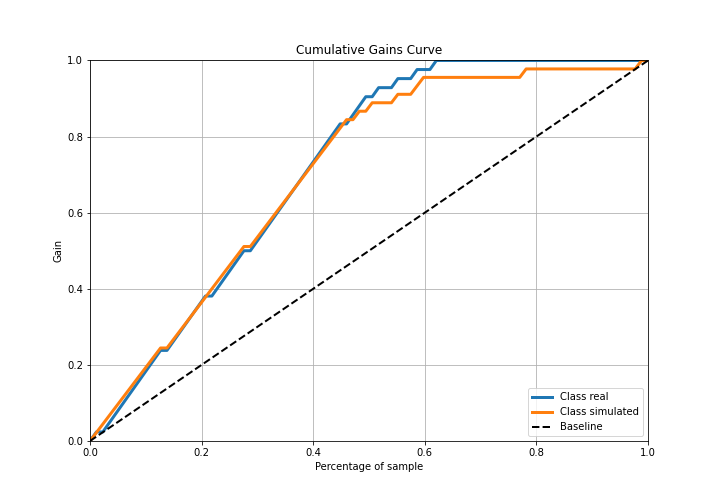 Cumulative Gains Curve
1.0
0.8
0.6
0.4
0.2
0.0
Gain
0.0 0.2 0.4 0.6 0.8 1.0
Percentage of sample
Class real
Class simulated
Baseline